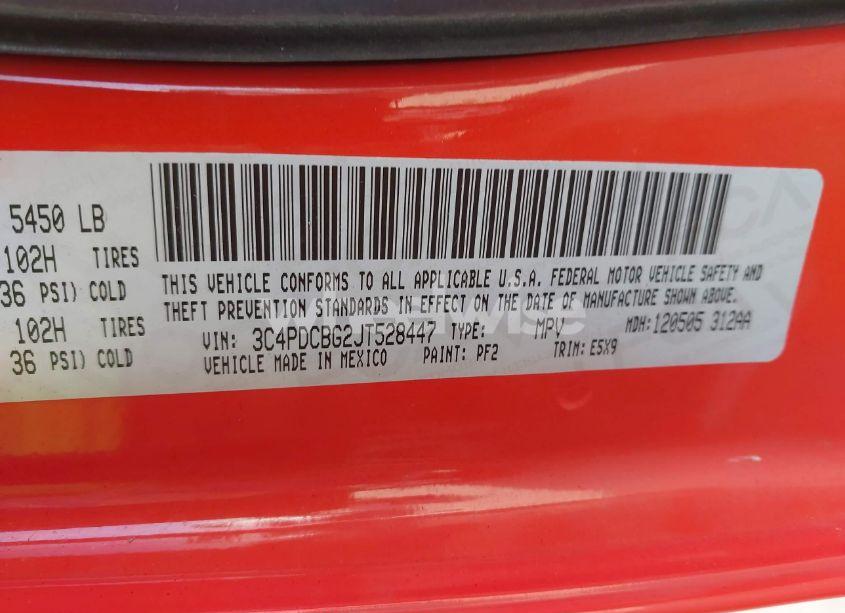 5450 LB
102H TIRES
36 PSI) COLD
102H TIRES
36 PSI) COLD
THIS VEHICLE CONFORMS TO ALL APPLICABLE U.S.A. FEDERAL MOTOR VEHICLE SAFETY AND
THEFT PREVENTION STANDARDS IN EFFECT ON THE DATE OF MANUFACTURE SHOWN ABOVE.
VIN: 3C4PDCBG2JT528447 TYPE: MPV MDH: 120505 312AA
VEHICLE MADE IN MEXICO PAINT: PF2 TRIM: E5X9